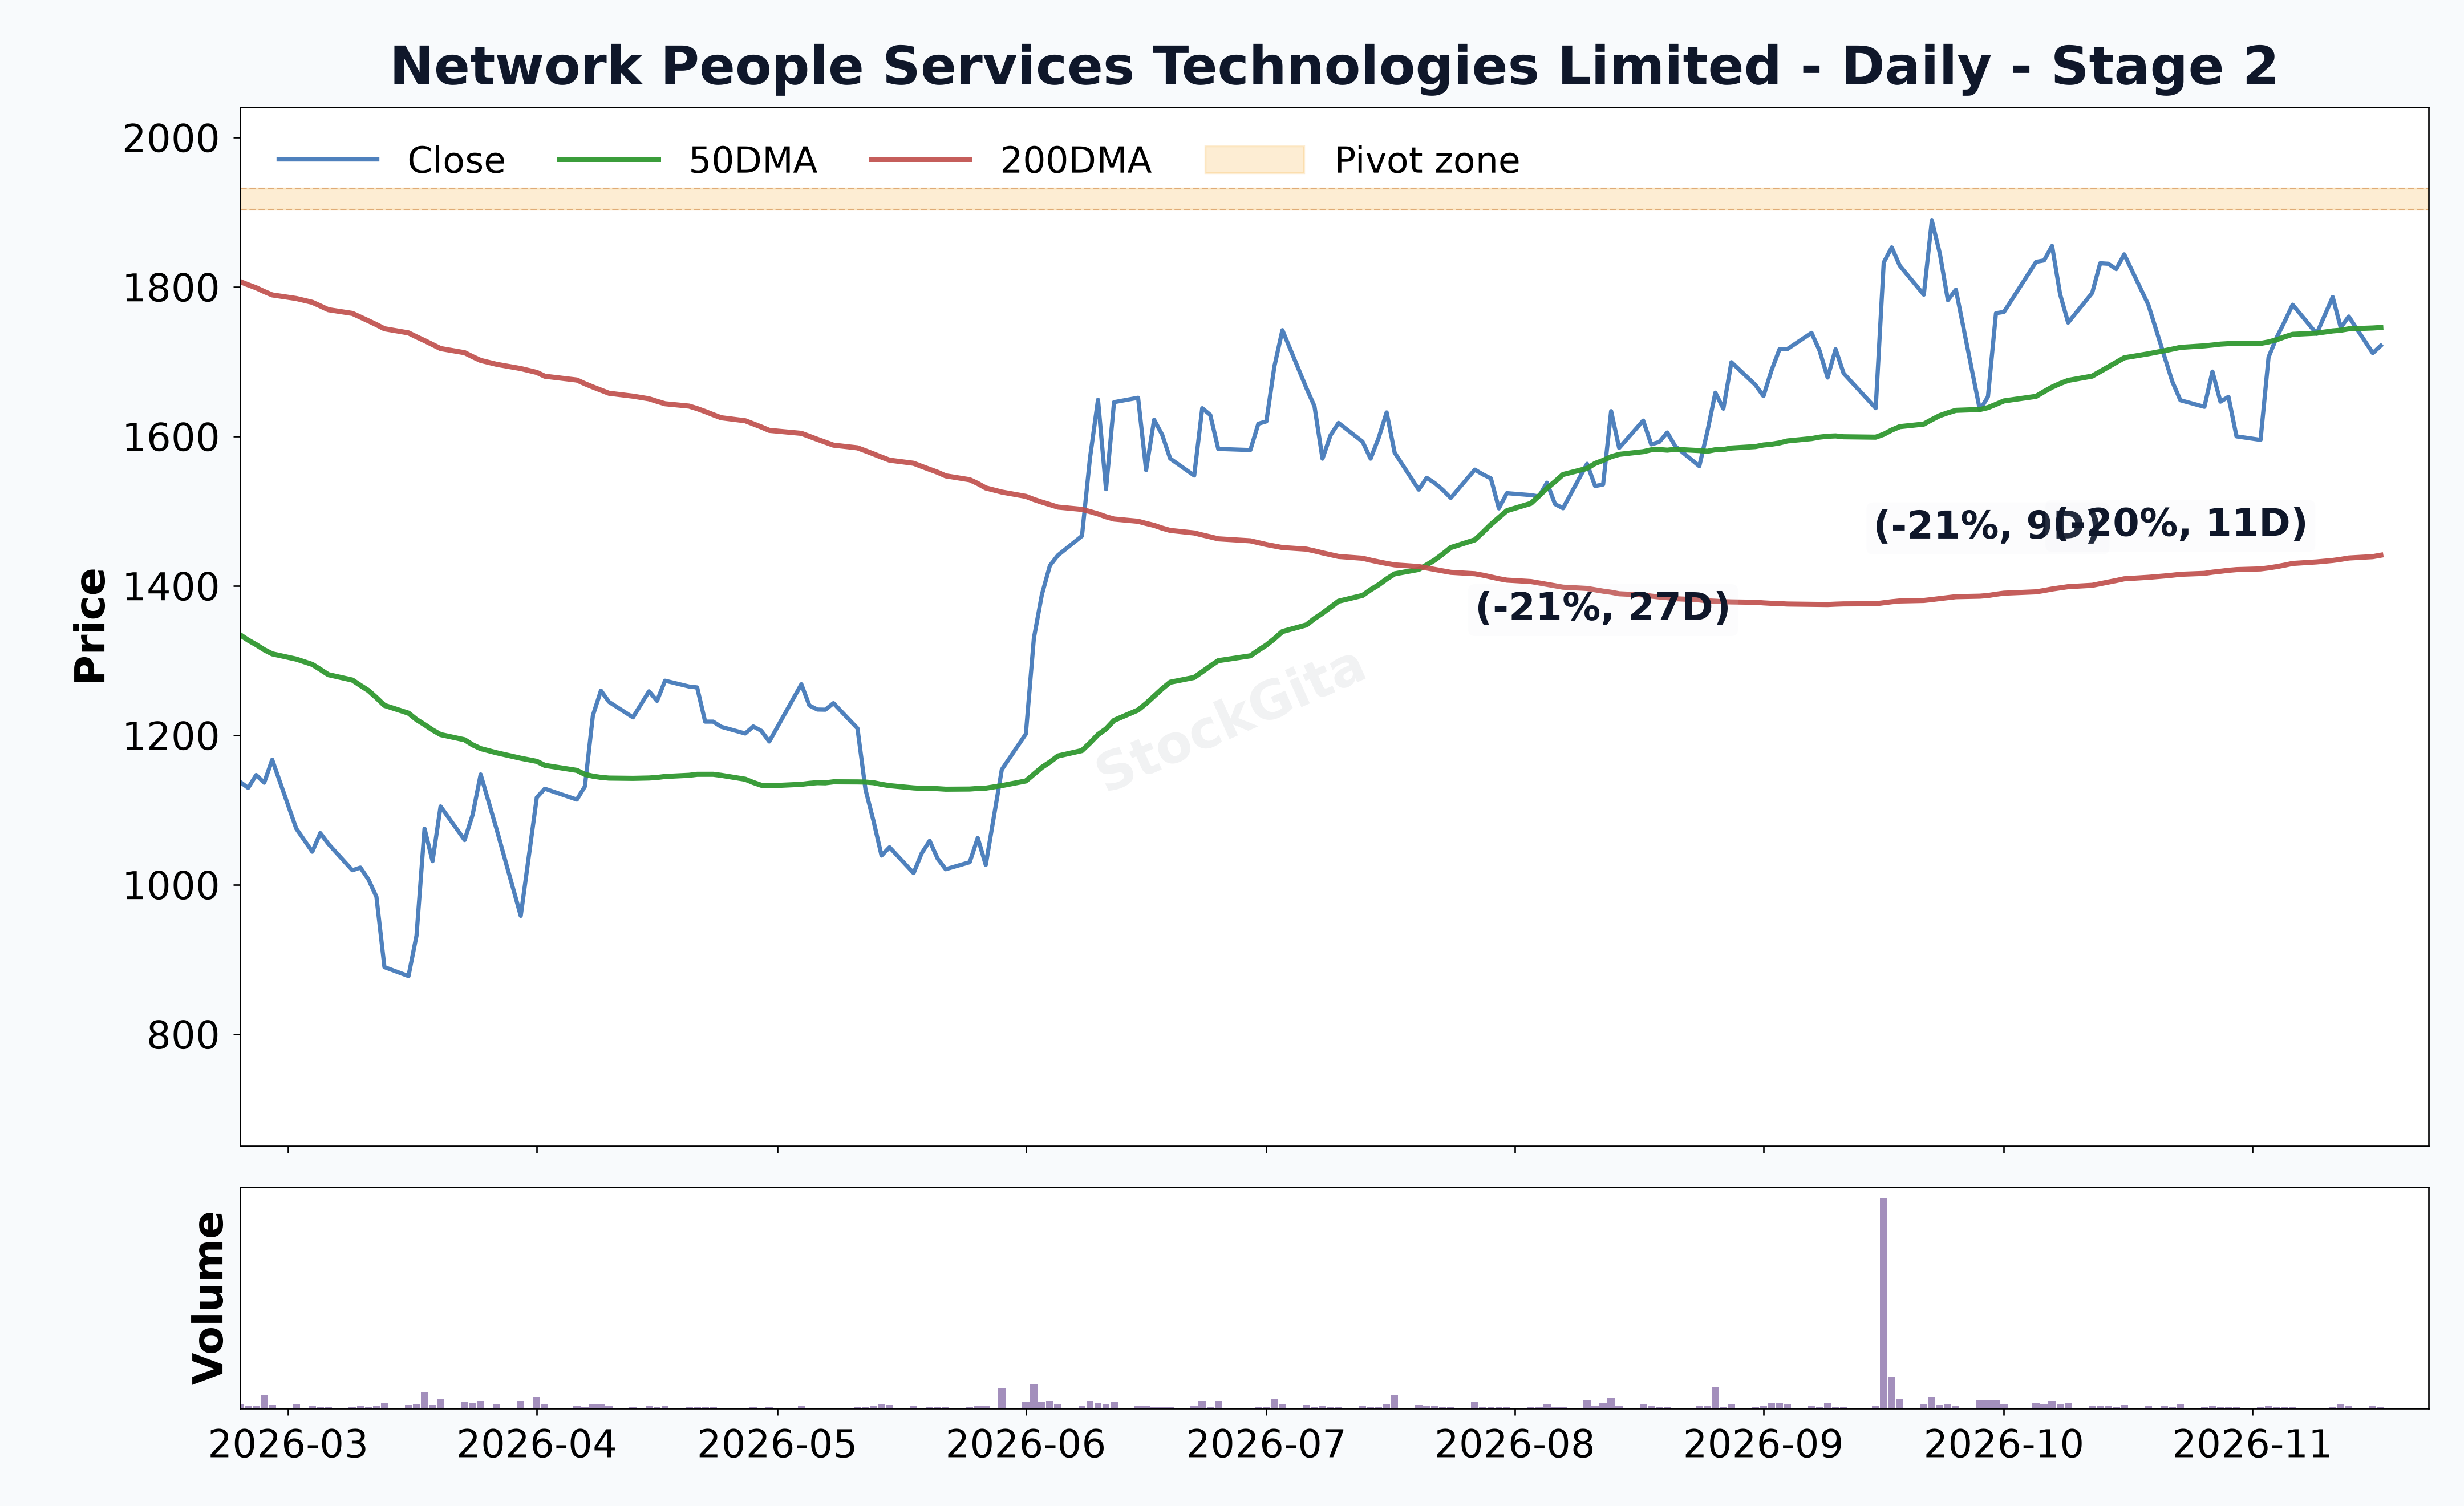 Network People Services Technologies Limited - Daily - Stage 2
Close 50DMA 200DMA Pivot zone
Price
2000
1800
1600
1400
1200
1000
800
(-21%, 27D)
(-21%, 9D)
(-20%, 11D)
StockGita
Volume
2026-03 2026-04 2026-05 2026-06 2026-07 2026-08 2026-09 2026-10 2026-11